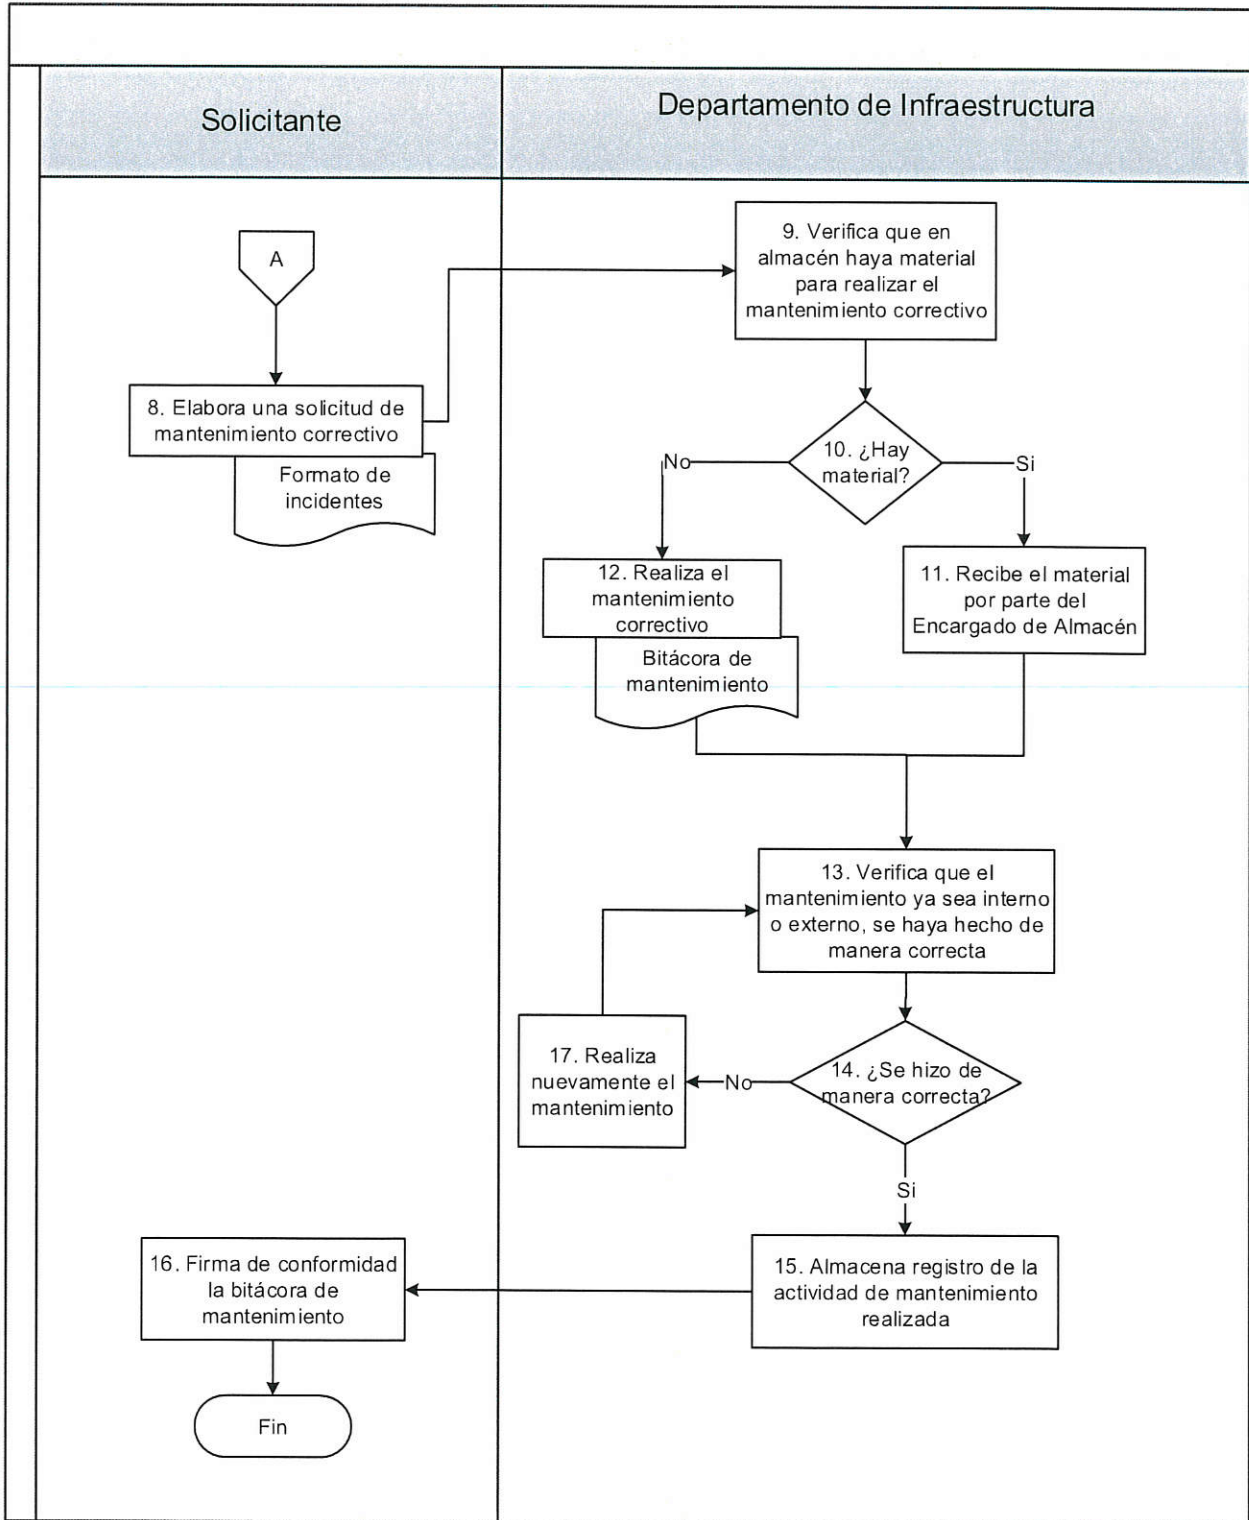 Solicitante
Departamento de Infraestructura
A
8. Elabora una solicitud de
mantenimiento correctivo
Formato de
incidentes
9. Verifica que en
almacén haya material
para realizar el
mantenimiento correctivo
10. ¿Hay
material?
No
Si
12. Realiza el
mantenimiento
correctivo
Bitácora de
mantenimiento
11. Recibe el material
por parte del
Encargado de Almacén
13. Verifica que el
mantenimiento ya sea interno
o externo, se haya hecho de
manera correcta
14. ¿Se hizo de
manera correcta?
No
17. Realiza
nuevamente el
mantenimiento
Si
15. Almacena registro de la
actividad de mantenimiento
realizada
16. Firma de conformidad
la bitácora de
mantenimiento
Fin